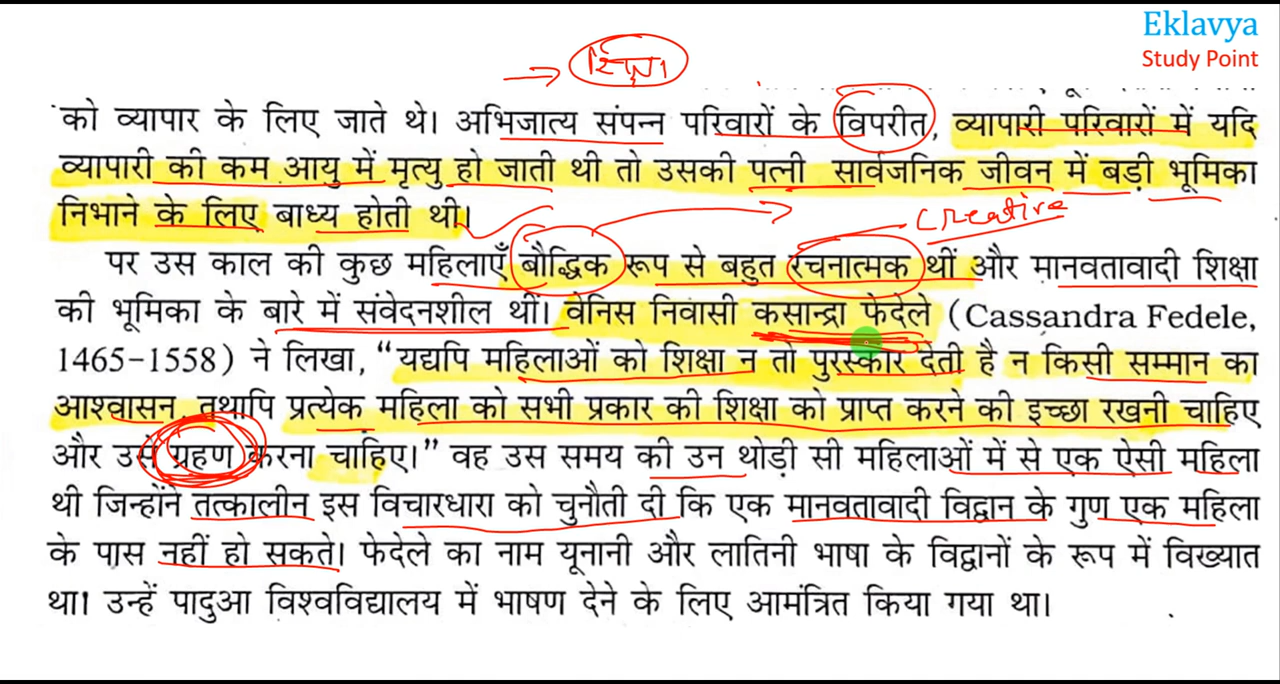 Eklavya
Study Point
को व्यापार के लिए जाते थे। अभिजात्य संपन्न परिवारों के विपरीत, व्यापारी परिवारों में यदि
व्यापारी की कम आयु में मृत्यु हो जाती थी तो उसकी पत्नी सार्वजनिक जीवन में बड़ी भूमिका
निभाने के लिए बाध्य होती थी।
creative
पर उस काल की कुछ महिलाएँ बौद्धिक रूप से बहुत रचनात्मक थीं और मानवतावादी शिक्षा
की भूमिका के बारे में संवेदनशील थीं। वेनिस निवासी कसान्द्रा फेदेले (Cassandra Fedele,
1465-1558) ने लिखा, “यद्यपि महिलाओं को शिक्षा न तो पुरस्कार देती है न किसी सम्मान का
आश्वासन, तथापि प्रत्येक महिला को सभी प्रकार की शिक्षा को प्राप्त करने की इच्छा रखनी चाहिए
और उसे ग्रहण करना चाहिए।” वह उस समय की उन थोड़ी सी महिलाओं में से एक ऐसी महिला
थी जिन्होंने तत्कालीन इस विचारधारा को चुनौती दी कि एक मानवतावादी विद्वान के गुण एक महिला
के पास नहीं हो सकते। फेदेले का नाम यूनानी और लातिनी भाषा के विद्वानों के रूप में विख्यात
था। उन्हें पादुआ विश्वविद्यालय में भाषण देने के लिए आमंत्रित किया गया था।